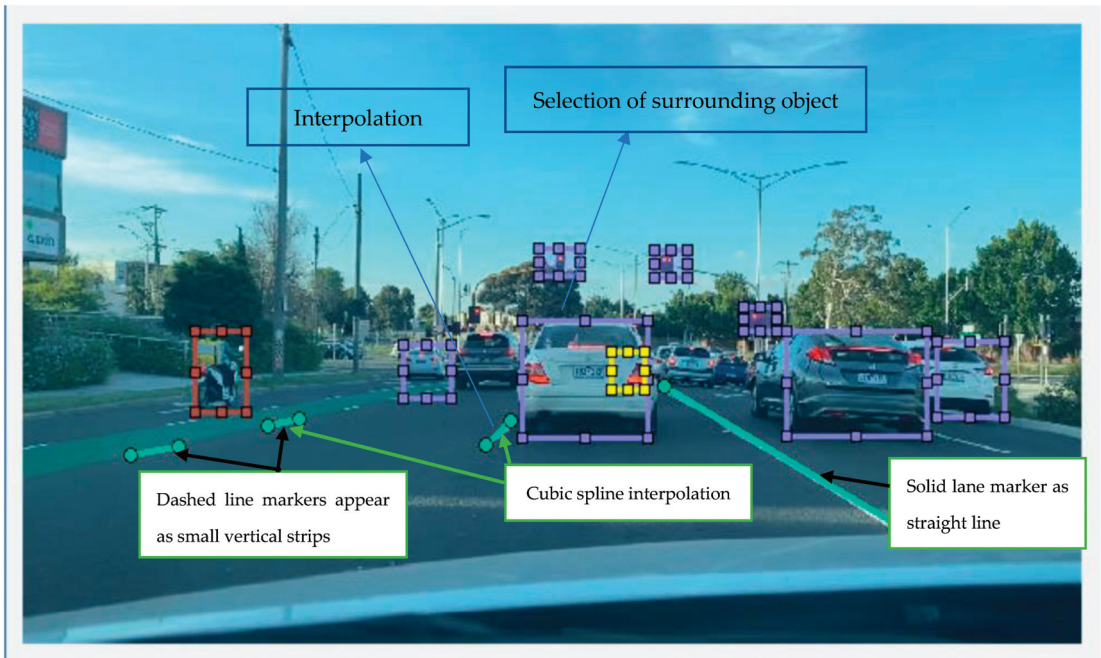 Interpolation
Selection of surrounding object
Dashed line markers appear
as small vertical strips
Cubic spline interpolation
Solid lane marker as
straight line